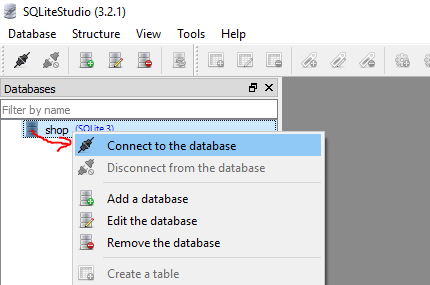 SQLiteStudio (3.2.1)
Database Structure View Tools Help
Databases
Filter by name
shop (SQLite 3)
Connect to the database
Disconnect from the database
Add a database
Edit the database
Remove the database
Create a table